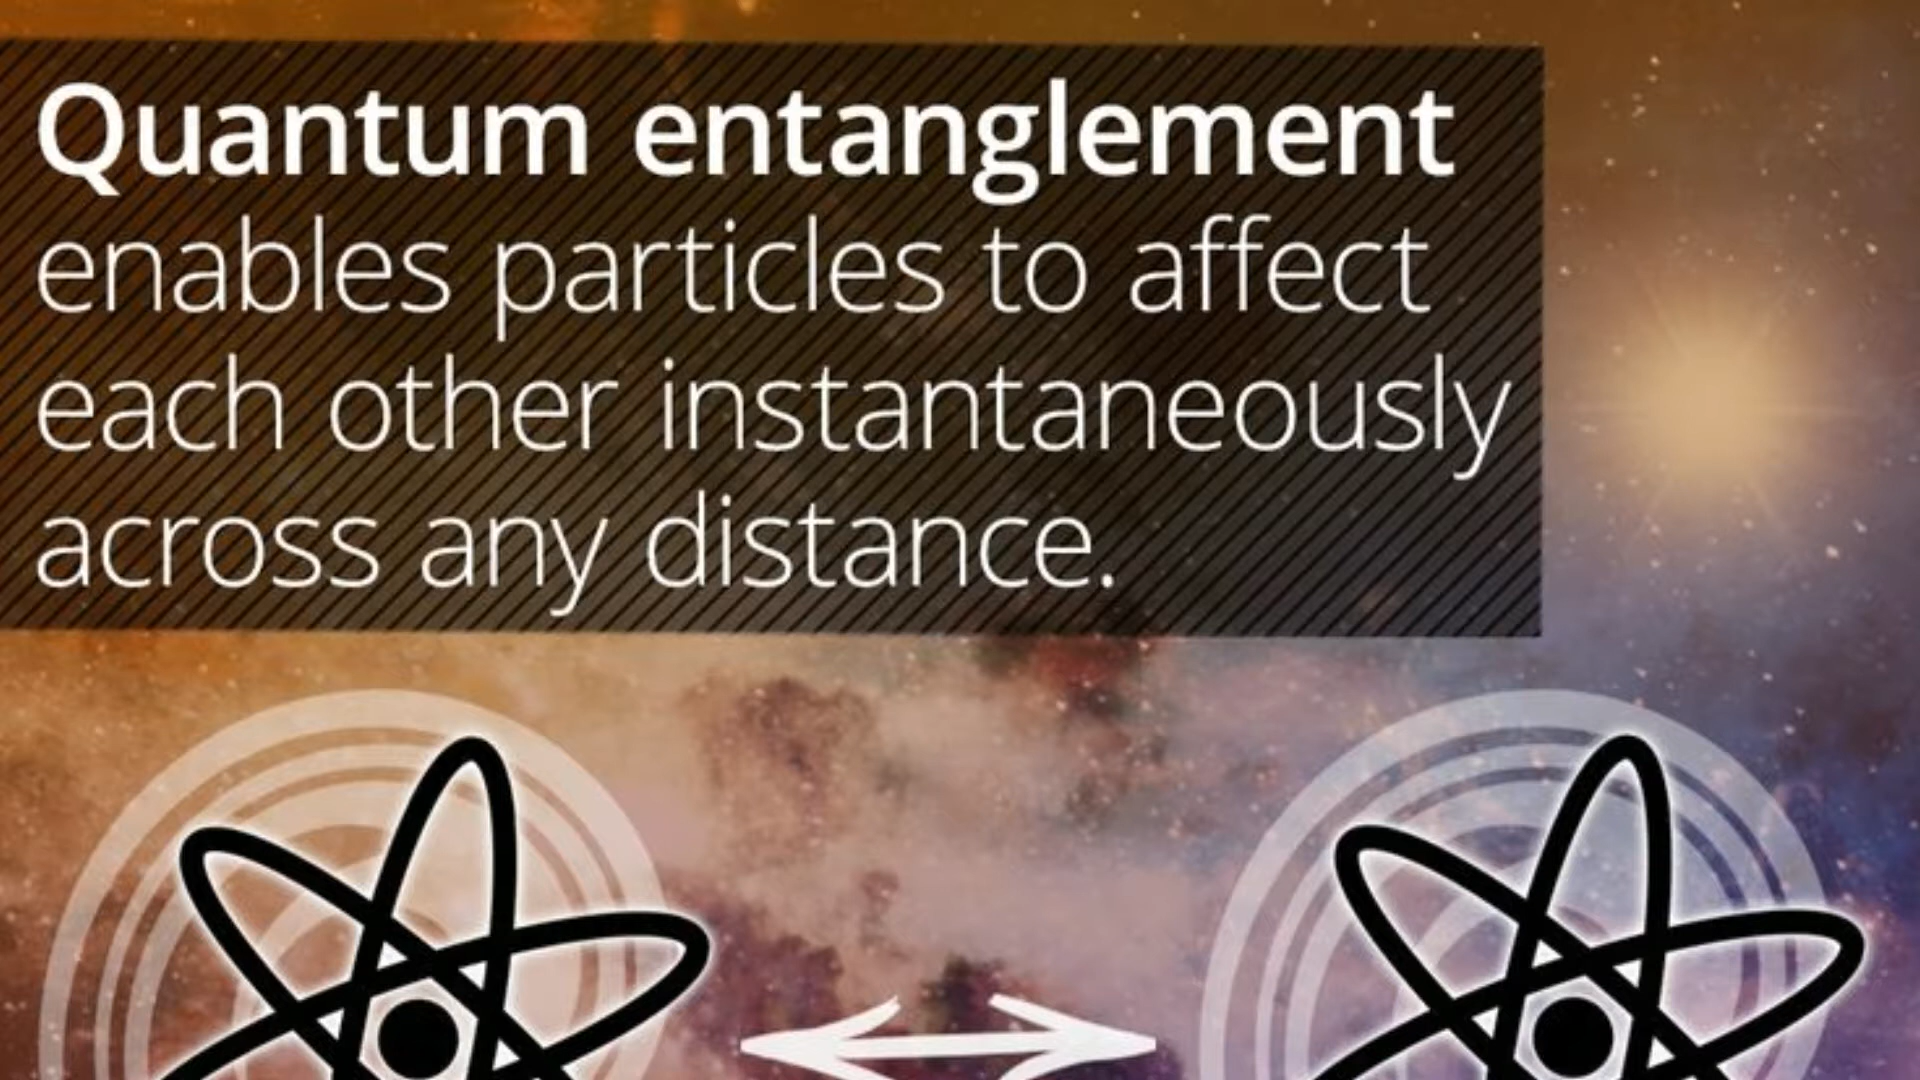 Quantum entanglement
enables particles to affect
each other instantaneously
across any distance.